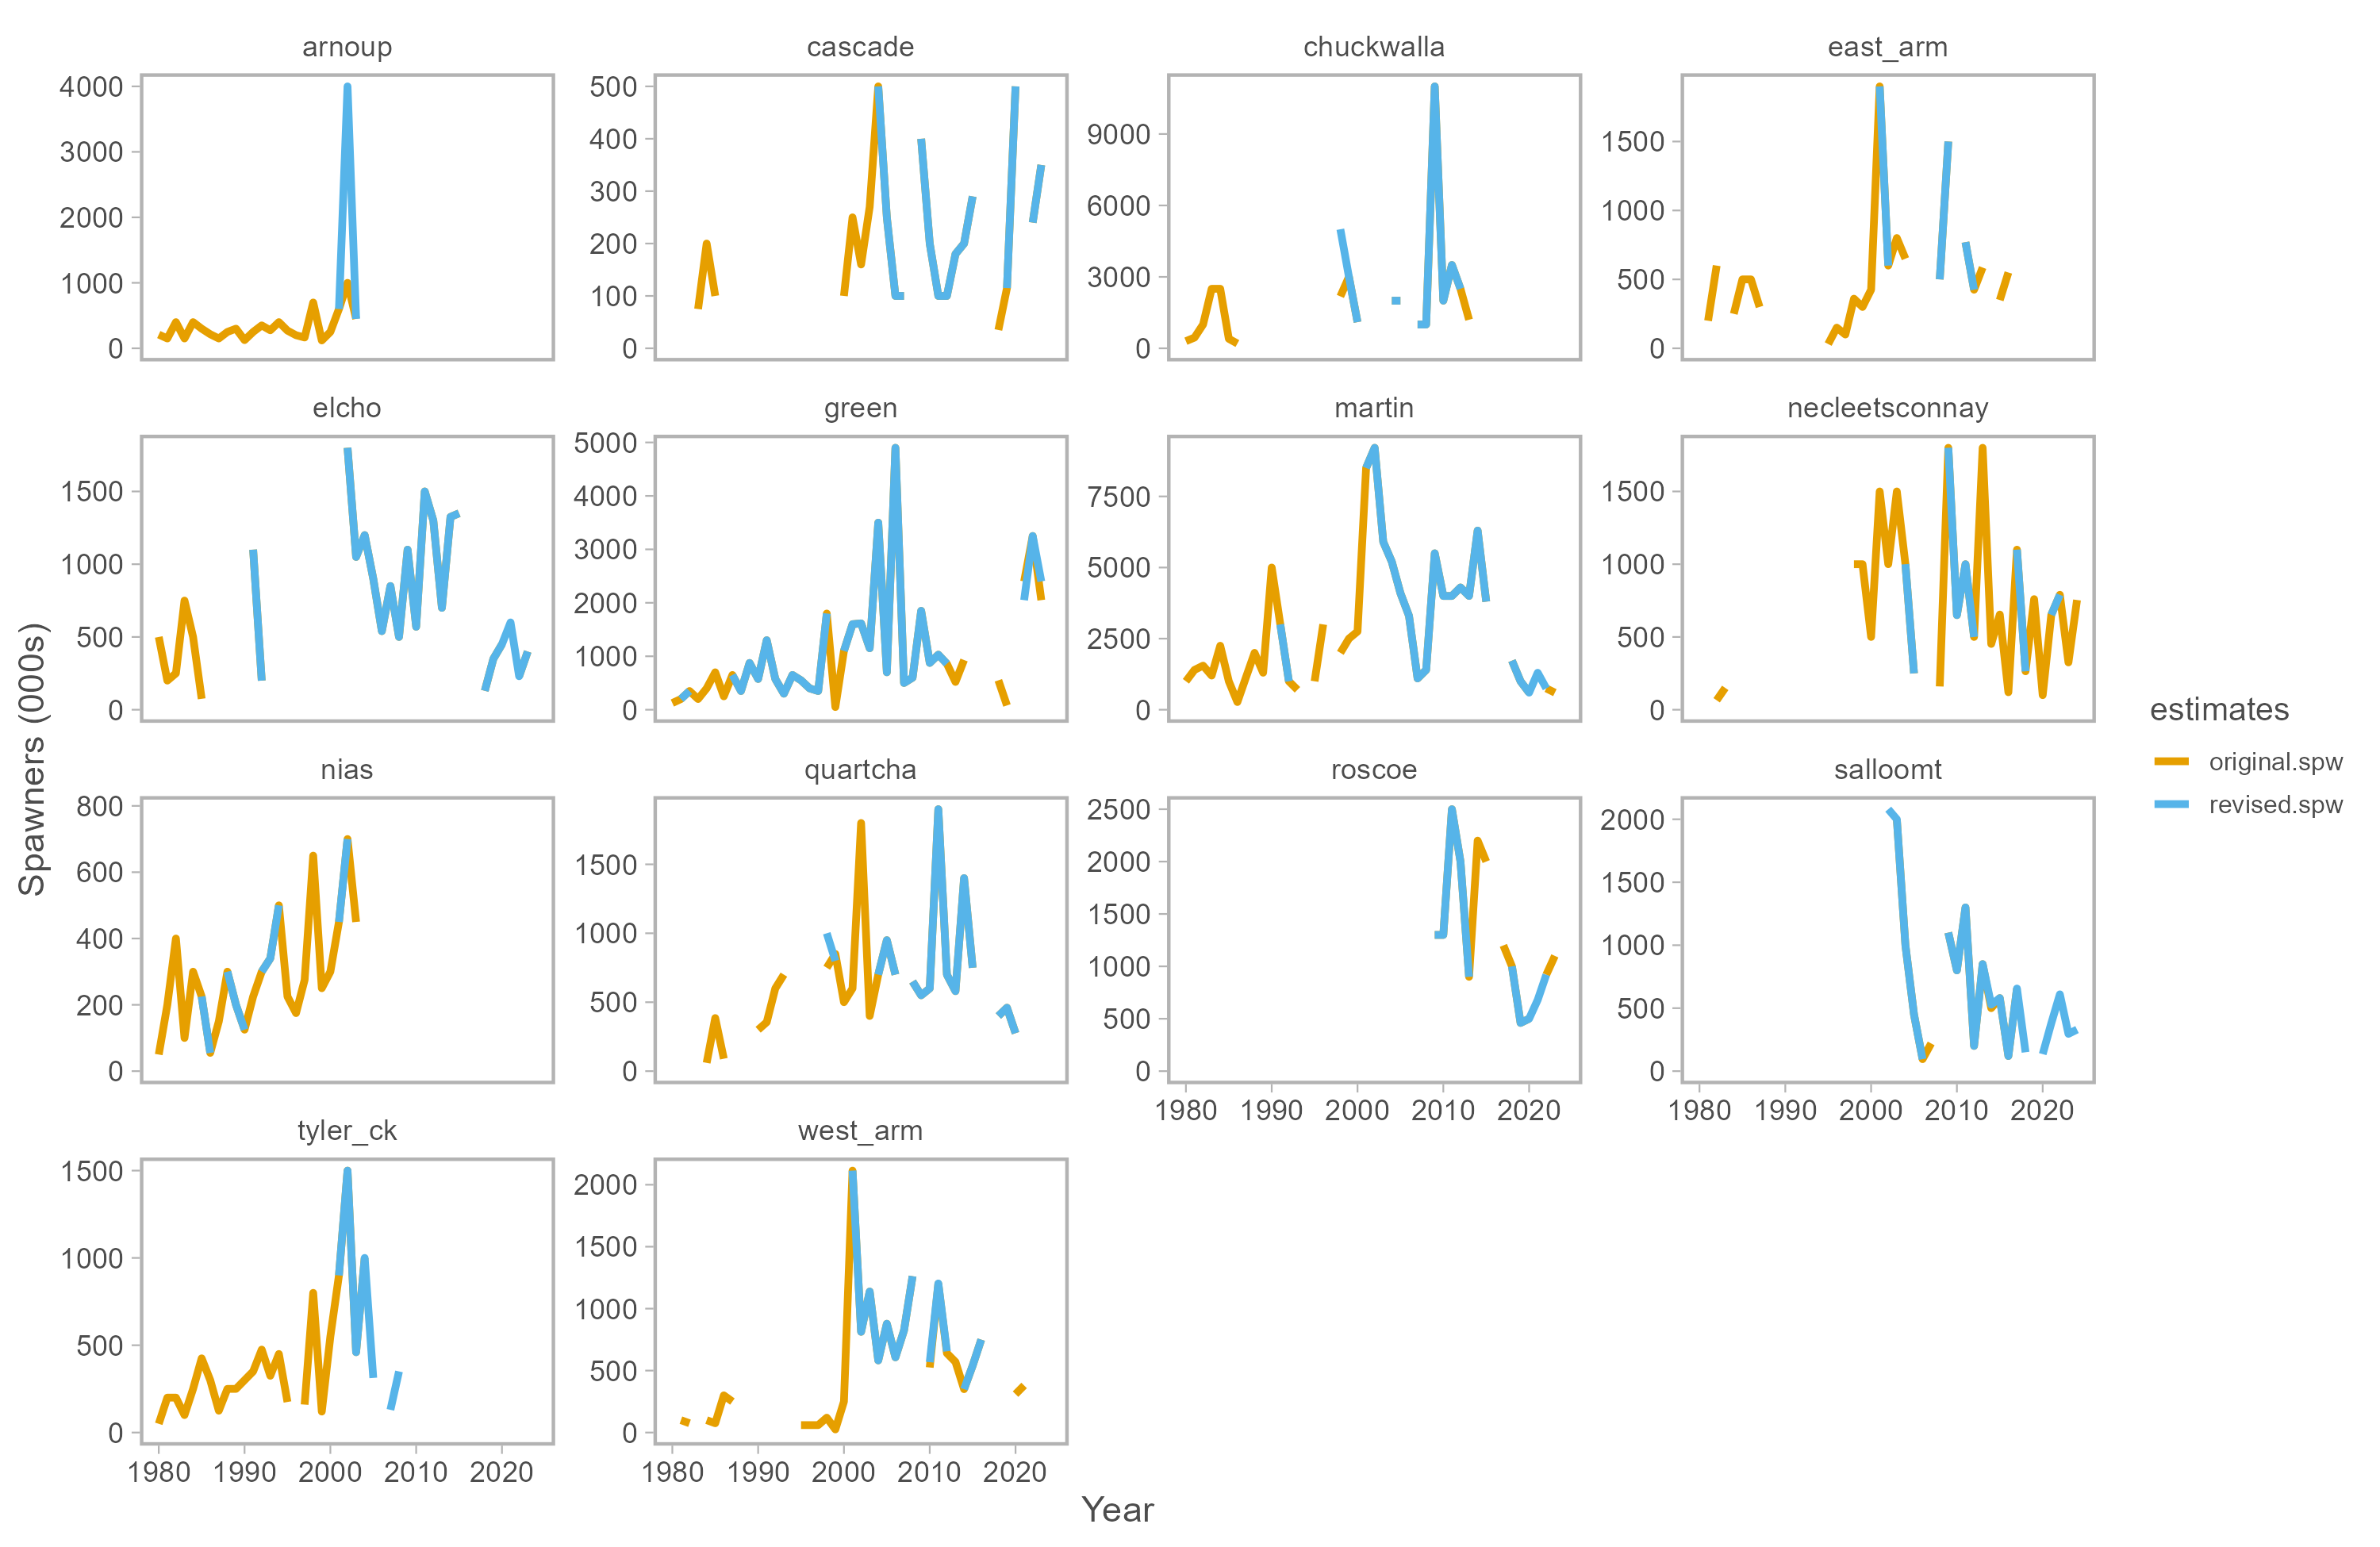 arnoup cascade chuckwalla east_arm
4000 500 9000 1500
3000 400 6000 1000
2000 300 3000 500
1000 200 0 0
0 100
0
elcho green martin necleetsconnay
1500 5000 7500 1500
1000 4000 5000 1000
500 3000 2500 500
0 2000 0 0
1000
0
Spawners (000s)
estimates
original.spw
revised.spw
nias quartcha roscoe salloomt
800 1500 2500 2000
600 1000 2000 1500
400 500 1500 1000
200 0 1000 500
0 500 0
0
1980 1990 2000 2010 2020 1980 1990 2000 2010 2020
tyler_ck west_arm
1500 2000
1000 1500
500 1000
0 500
0
1980 1990 2000 2010 2020 1980 1990 2000 2010 2020
Year